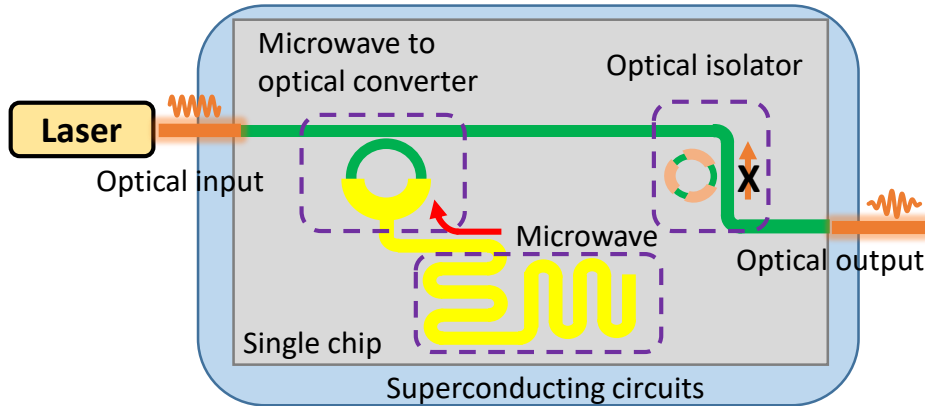 Microwave to
optical converter
Optical isolator
Laser
Optical input
X
Microwave
Optical output
Single chip
Superconducting circuits